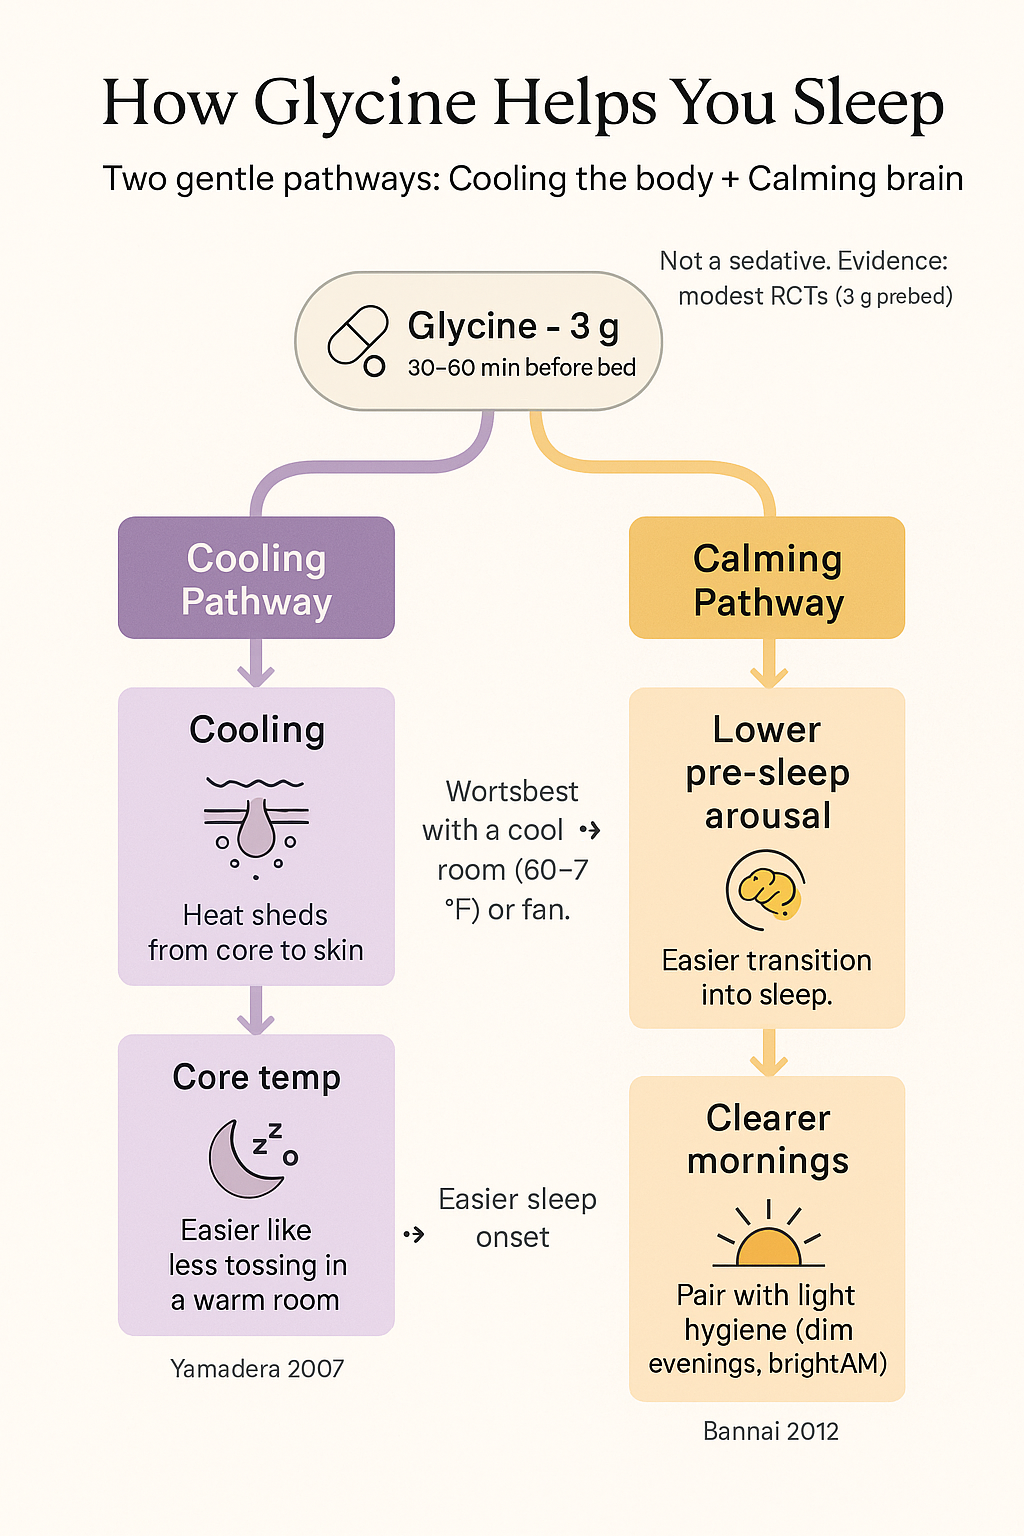 How Glycine Helps You Sleep
Two gentle pathways: Cooling the body + Calming brain
Not a sedative. Evidence:
modest RCTs (3 g prebed)
Glycine - 3 g
30–60 min before bed
Cooling
Pathway
Cooling
Heat sheds
from core to skin
Core temp
z z o
Easier like
less tossing in
a warm room
Yamadera 2007
Wortsbest
with a cool
room (60–7
°F) or fan.
Easier sleep
onset
Calming
Pathway
Lower
pre-sleep
arousal
Easier transition
into sleep.
Clearer
mornings
Pair with light
hygiene (dim
evenings, brightAM)
Bannai 2012